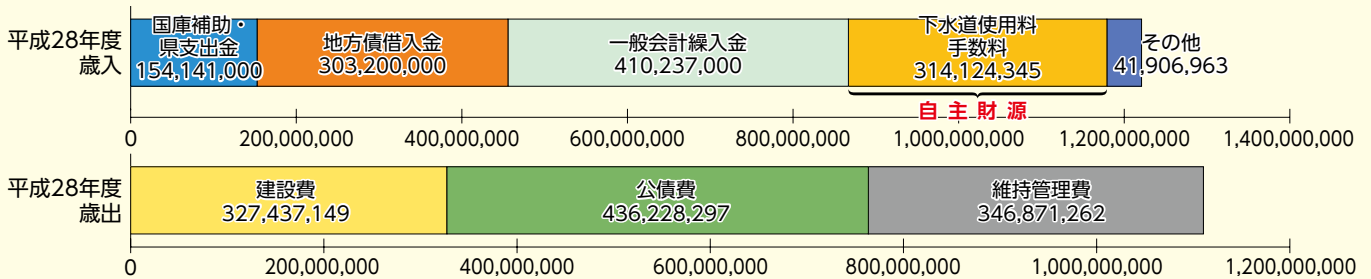 平成28年度
歳入
国庫補助・
県支出金
154,141,000
地方債借入金
303,200,000
一般会計繰入金
410,237,000
下水道使用料
手数料
314,124,345
その他
41,906,963
自主財源
0 200,000,000 400,000,000 600,000,000 800,000,000 1,000,000,000 1,200,000,000 1,400,000,000
平成28年度
歳出
建設費
327,437,149
公債費
436,228,297
維持管理費
346,871,262
0 200,000,000 400,000,000 600,000,000 800,000,000 1,000,000,000 1,200,000,000